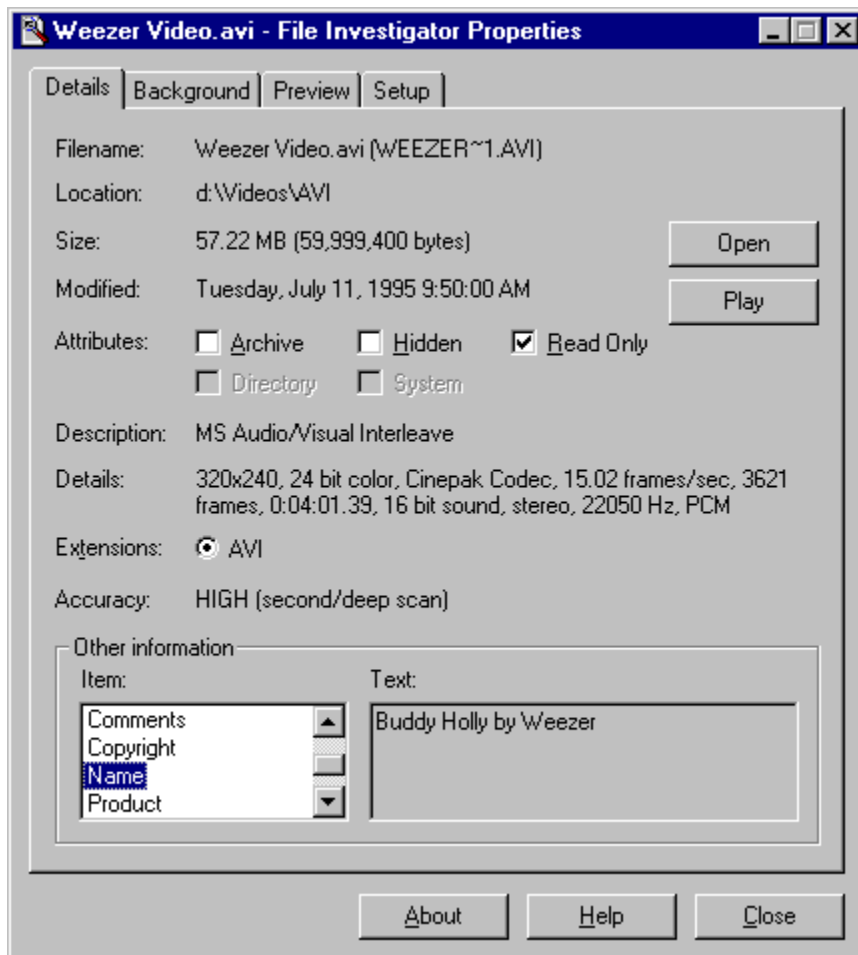 Weezer Video.avi - File Investigator Properties
Details Background Preview Setup
Filename: Weezer Video.avi (WEEZER~1.AVI)
Location: d:\Videos\AVI
Size: 57.22 MB (59,999,400 bytes)
Open
Modified: Tuesday, July 11, 1995 9:50:00 AM
Play
Attributes: Archive Hidden Read Only
Directory System
Description: MS Audio/Visual Interleave
Details: 320x240, 24 bit color, Cinepak Codec, 15.02 frames/sec, 3621
frames, 0:04:01.39, 16 bit sound, stereo, 22050 Hz, PCM
Extensions: AVI
Accuracy: HIGH (second/deep scan)
Other information
Item: Text:
Comments Buddy Holly by Weezer
Copyright
Name
Product
About Help Close